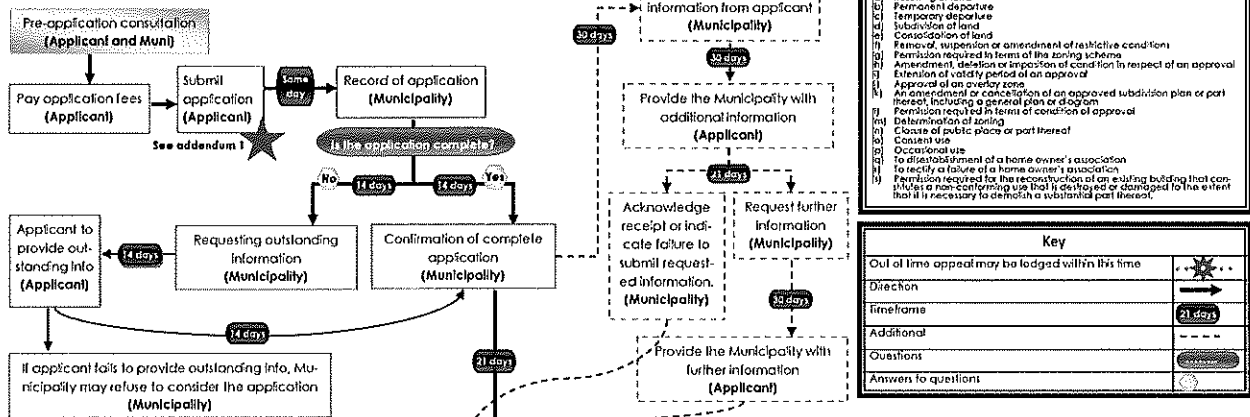 Pre-application consultation
(Applicant and Muni)
Pay application fees
(Applicant)
Submit
application
(Applicant)
See addendum 1
Same
day
Record of application
(Municipality)
Is the application complete?
No
14 days
14 days
Yes
Applicant to
provide out-
standing info
(Applicant)
14 days
Requesting outstanding
information
(Municipality)
Confirmation of complete
application
(Municipality)
14 days
21 days
If applicant fails to provide outstanding info, Mu-
nicipality may refuse to consider the application
(Municipality)
30 days
information from applicant
(Municipality)
30 days
Provide the Municipality with
additional information
(Applicant)
21 days
Acknowledge
receipt or indi-
cate failure to
submit request-
ed information.
(Municipality)
Request further
information
(Municipality)
30 days
Provide the Municipality with
further information
(Applicant)
(b) Permanent departure
(c) Temporary departure
(d) Subdivision of land
(e) Consolidation of land
(f) Removal, suspension or amendment of restrictive conditions
(g) Permission required in terms of the zoning scheme
(h) Amendment, deletion or imposition of condition in respect of an approval
(i) Extension of validity period of an approval
(j) Approval of an overlay zone
(k) An amendment or cancellation of an approved subdivision plan or part
thereof, including a general plan or diagram
(l) Permission required in terms of condition of approval
(m) Determination of zoning
(n) Closure of public place or part thereof
(o) Consent use
(p) Occasional use
(q) To disestablishment of a home owner's association
(r) To rectify a failure of a home owner's association
(s) Permission required for the reconstruction of an existing building that con-
stitutes a non-conforming use that is destroyed or damaged to the extent
that it is necessary to demolish a substantial part thereof.
Key
Out of time appeal may be lodged within this time
Direction
Timeframe
21 days
Additional
Questions
Answers to questions